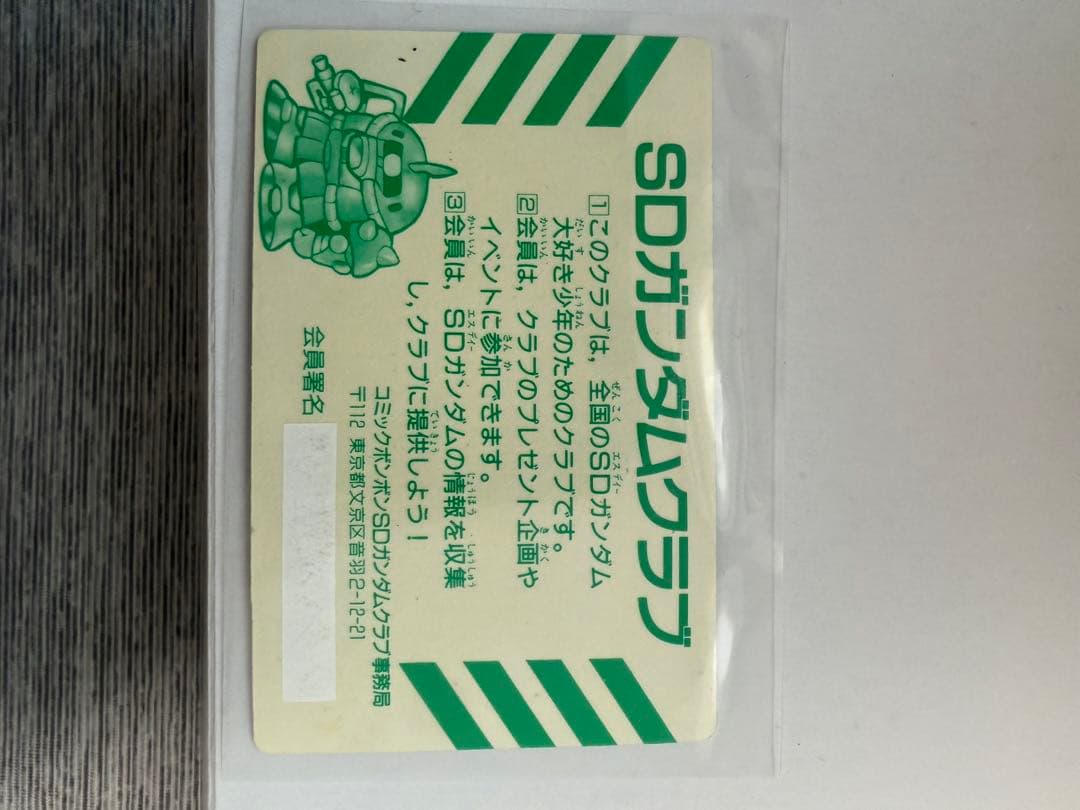 SDガンダムクラブ
1このクラブは，全国のSDガンダム
大好き少年のためのクラブです。
2会員は，クラブのプレゼント企画や
イベントに参加できます。
3会員は，SDガンダムの情報を収集
し，クラブに提供しよう！
コミックボンボンSDガンダムクラブ事務局
〒112 東京都文京区音羽2-12-21
会員署名